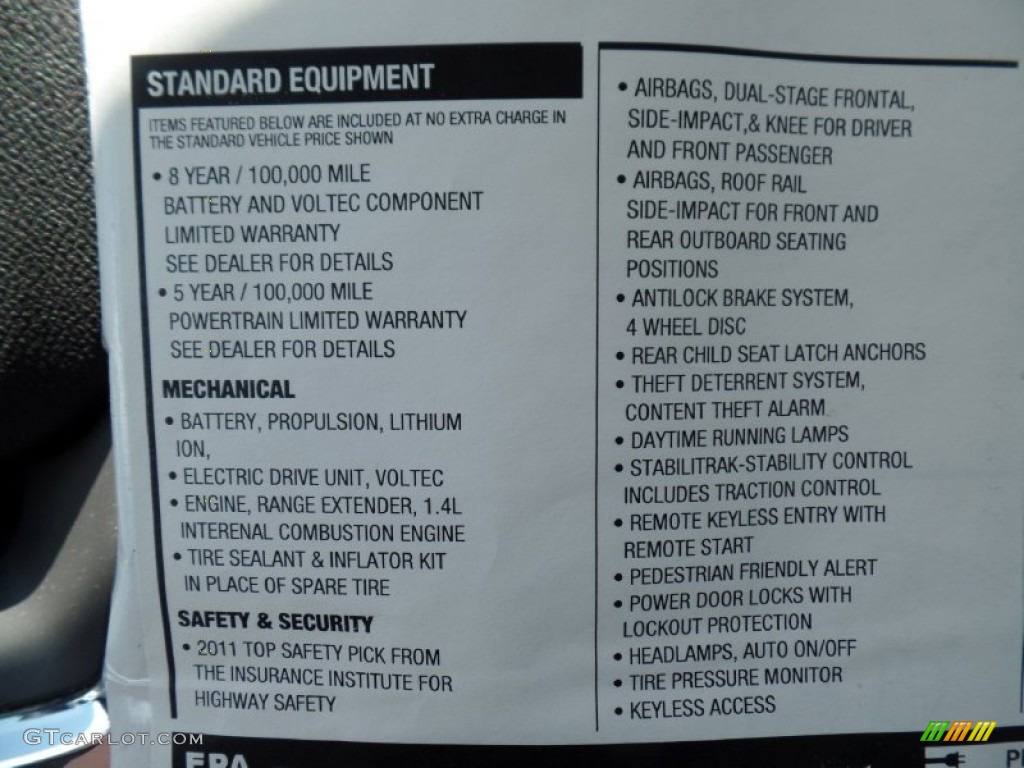 STANDARD EQUIPMENT
ITEMS FEATURED BELOW ARE INCLUDED AT NO EXTRA CHARGE IN
THE STANDARD VEHICLE PRICE SHOWN
• 8 YEAR / 100,000 MILE
BATTERY AND VOLTEC COMPONENT
LIMITED WARRANTY
SEE DEALER FOR DETAILS
• 5 YEAR / 100,000 MILE
POWERTRAIN LIMITED WARRANTY
SEE DEALER FOR DETAILS
MECHANICAL
• BATTERY, PROPULSION, LITHIUM
ION,
• ELECTRIC DRIVE UNIT, VOLTEC
• ENGINE, RANGE EXTENDER, 1.4L
INTERENAL COMBUSTION ENGINE
• TIRE SEALANT & INFLATOR KIT
IN PLACE OF SPARE TIRE
SAFETY & SECURITY
• 2011 TOP SAFETY PICK FROM
THE INSURANCE INSTITUTE FOR
HIGHWAY SAFETY
• AIRBAGS, DUAL-STAGE FRONTAL,
SIDE-IMPACT,& KNEE FOR DRIVER
AND FRONT PASSENGER
• AIRBAGS, ROOF RAIL
SIDE-IMPACT FOR FRONT AND
REAR OUTBOARD SEATING
POSITIONS
• ANTILOCK BRAKE SYSTEM,
4 WHEEL DISC
• REAR CHILD SEAT LATCH ANCHORS
• THEFT DETERRENT SYSTEM,
CONTENT THEFT ALARM
• DAYTIME RUNNING LAMPS
• STABILITRAK-STABILITY CONTROL
INCLUDES TRACTION CONTROL
• REMOTE KEYLESS ENTRY WITH
REMOTE START
• PEDESTRIAN FRIENDLY ALERT
• POWER DOOR LOCKS WITH
LOCKOUT PROTECTION
• HEADLAMPS, AUTO ON/OFF
• TIRE PRESSURE MONITOR
• KEYLESS ACCESS
GTCARLOT.COM
EPA